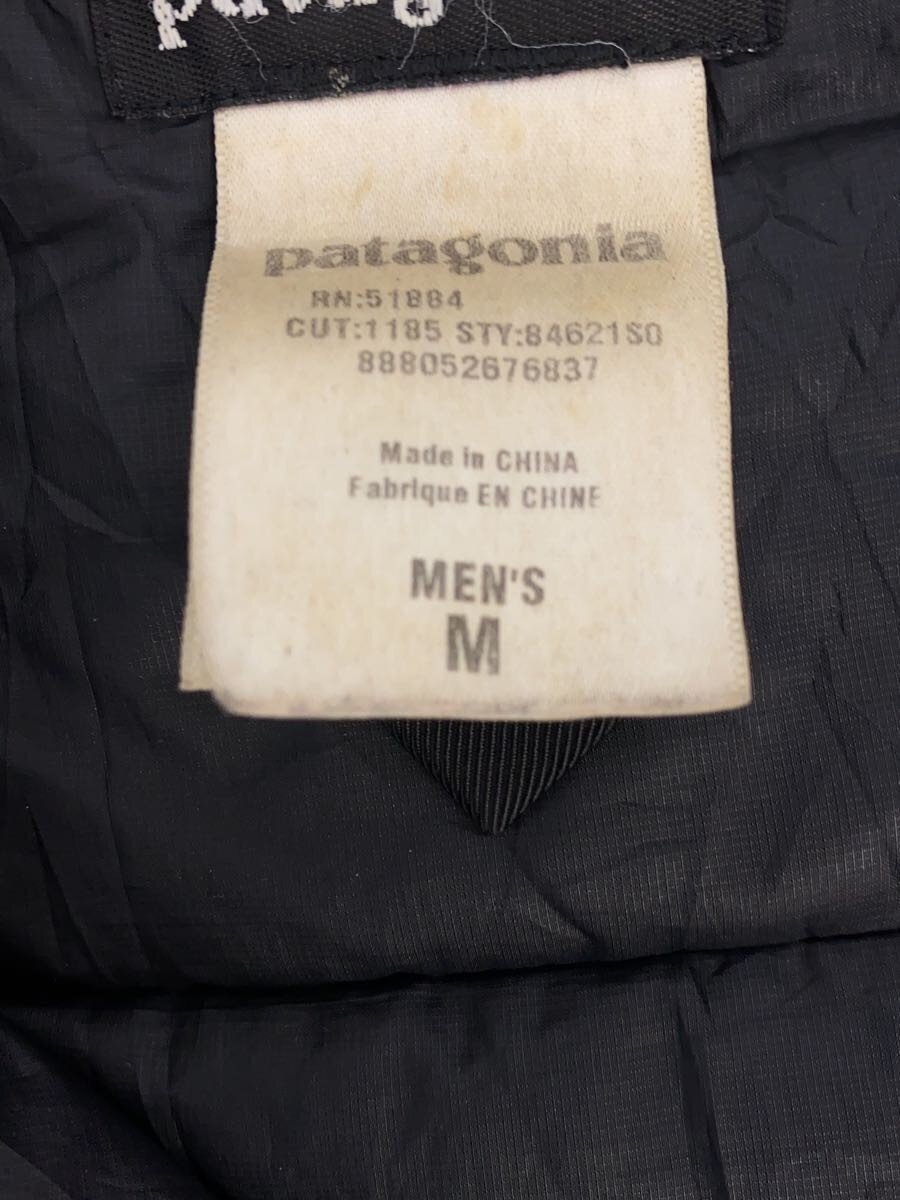 patagonia
RN:51884
CUT:1185 STY:84621S0
888052676837
Made in CHINA
Fabrique EN CHINE
MEN'S
M